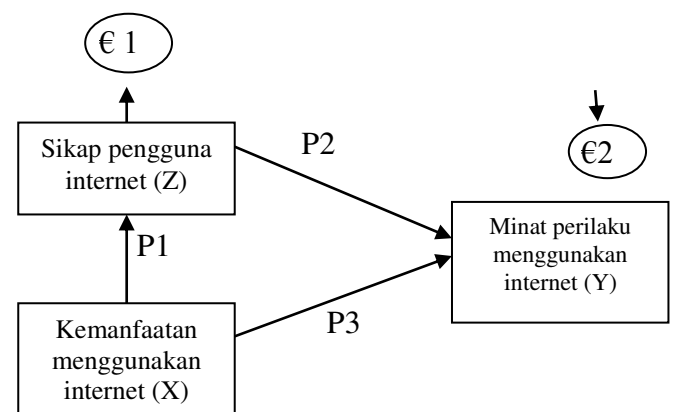 € 1
Sikap pengguna
internet (Z)
P2
€2
P1
Minat perilaku
menggunakan
internet (Y)
Kemanfaatan
menggunakan
internet (X)
P3